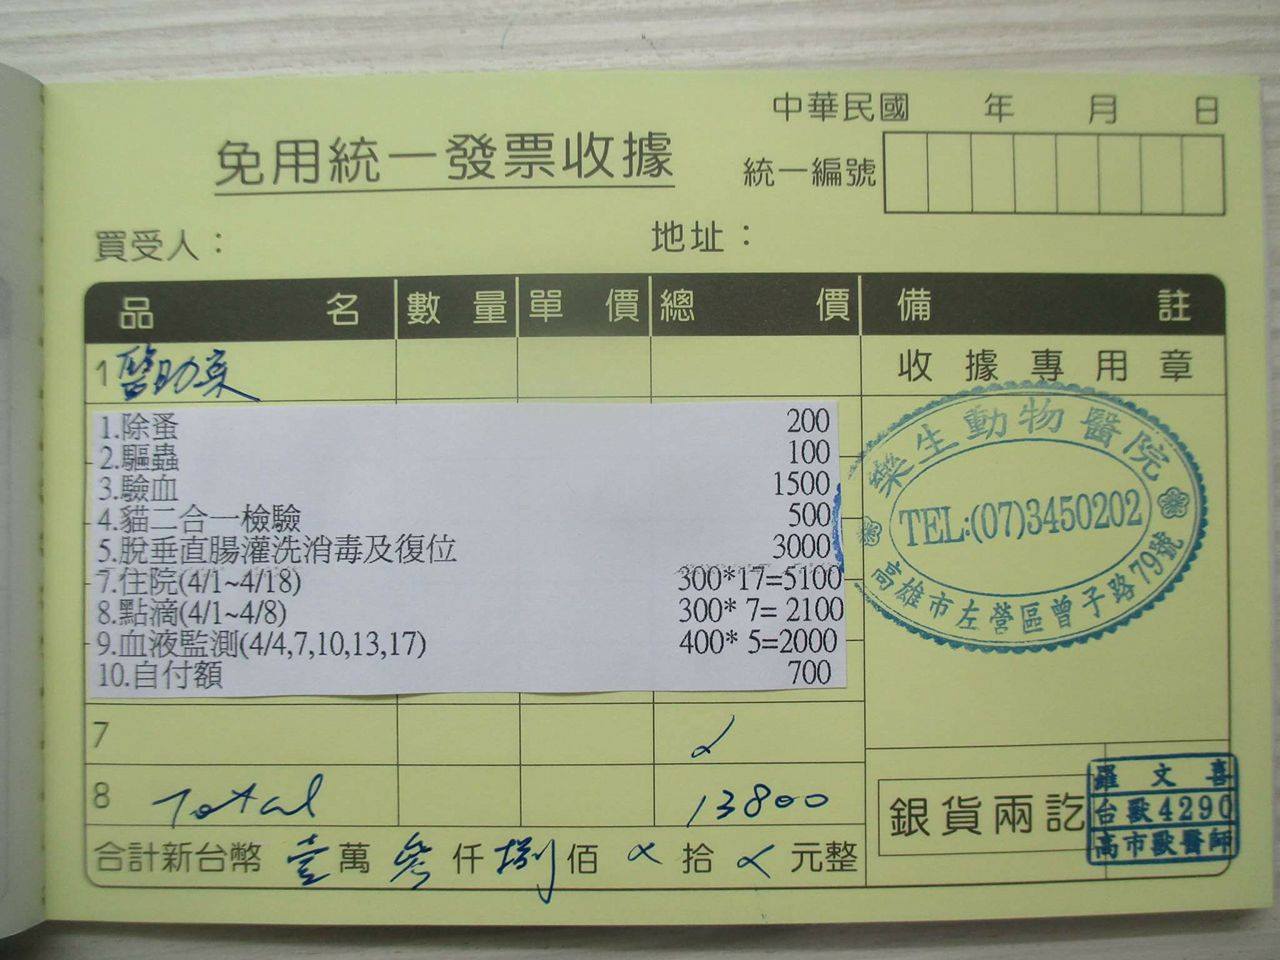 中華民國 年 月 日
免用統一發票收據
統一編號
買受人： 地址：
品名 數量 單價 總價 備註
1 醫助案
收據專用章
1.除蚤 200
2.驅蟲 100
3.驗血 1500
4.貓二合一檢驗 500
5.脫垂直腸灌洗消毒及復位 3000
7.住院(4/1~4/18) 300*17=5100
8.點滴(4/1~4/8) 300* 7= 2100
9.血液監測(4/4,7,10,13,17) 400* 5=2000
10.自付額 700
樂生動物醫院
TEL:(07)3450202
高雄市左營區曾子路79號
7
8 Total 13800
合計新台幣 壹萬參仟捌佰 拾 元整
銀貨兩訖
羅文喜
台獸4290
高市獸醫師